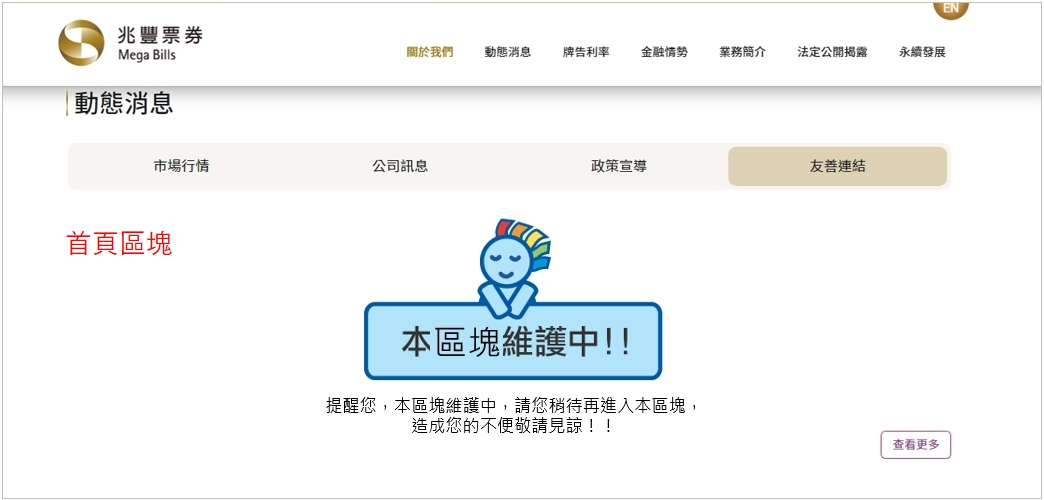 EN
兆豐票券
Mega Bills
關於我們 動態消息 牌告利率 金融情勢 業務簡介 法定公開揭露 永續發展
動態消息
市場行情 公司訊息 政策宣導 友善連結
首頁區塊
本區塊維護中!!
提醒您，本區塊維護中，請您稍待再進入本區塊，
造成您的不便敬請見諒！！
查看更多